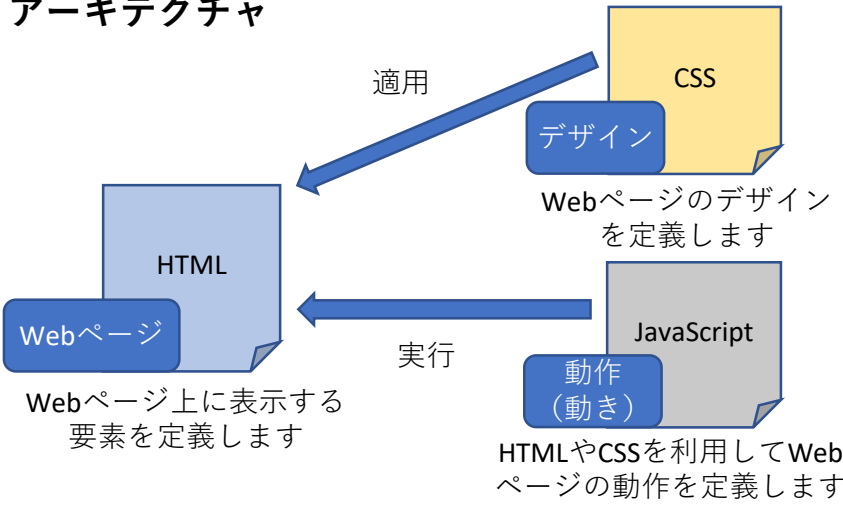 アーキテクチャ
適用
CSS
デザイン
Webページのデザイン
を定義します
HTML
Webページ
Webページ上に表示する
要素を定義します
実行
JavaScript
動作
（動き）
HTMLやCSSを利用してWeb
ページの動作を定義します